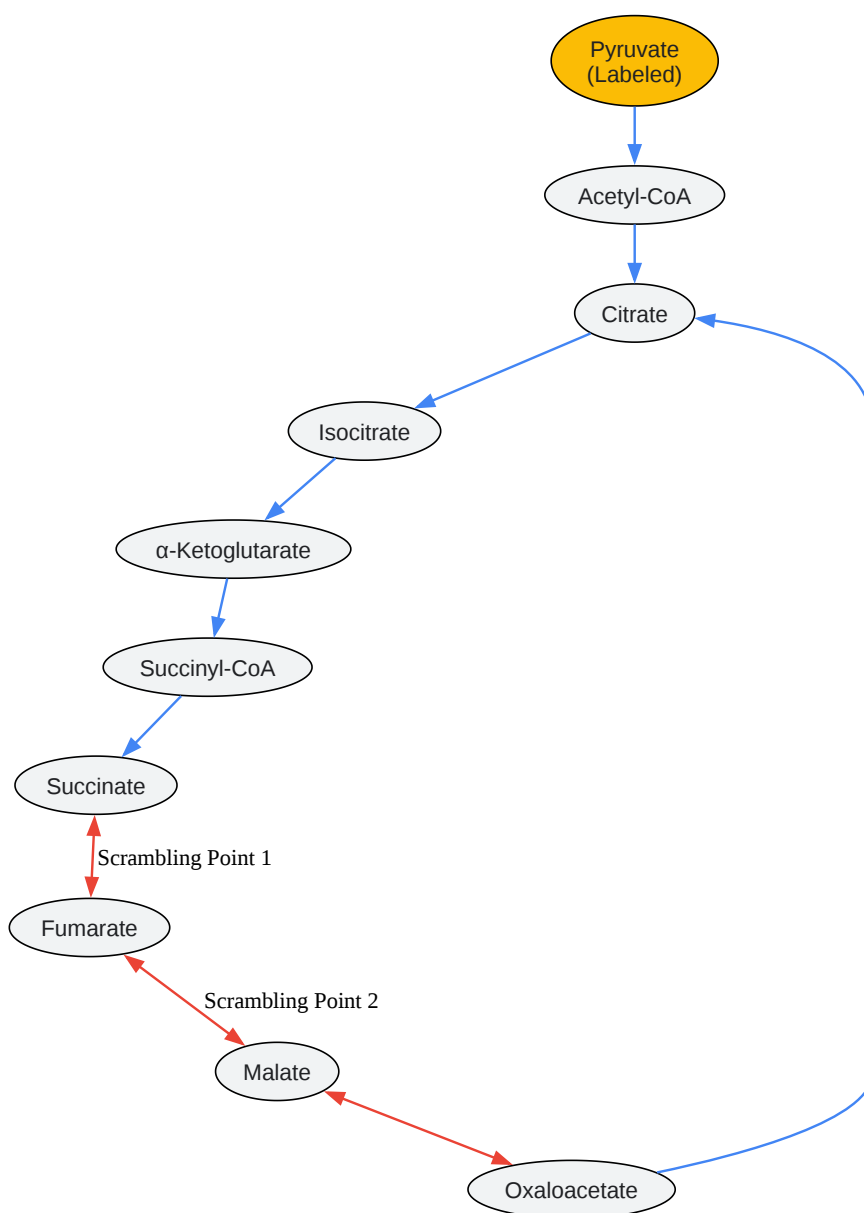 Pyruvate
(Labeled)
Acetyl-CoA
Citrate
Isocitrate
α-Ketoglutarate
Succinyl-CoA
Succinate
Scrambling Point 1
Fumarate
Scrambling Point 2
Malate
Oxaloacetate